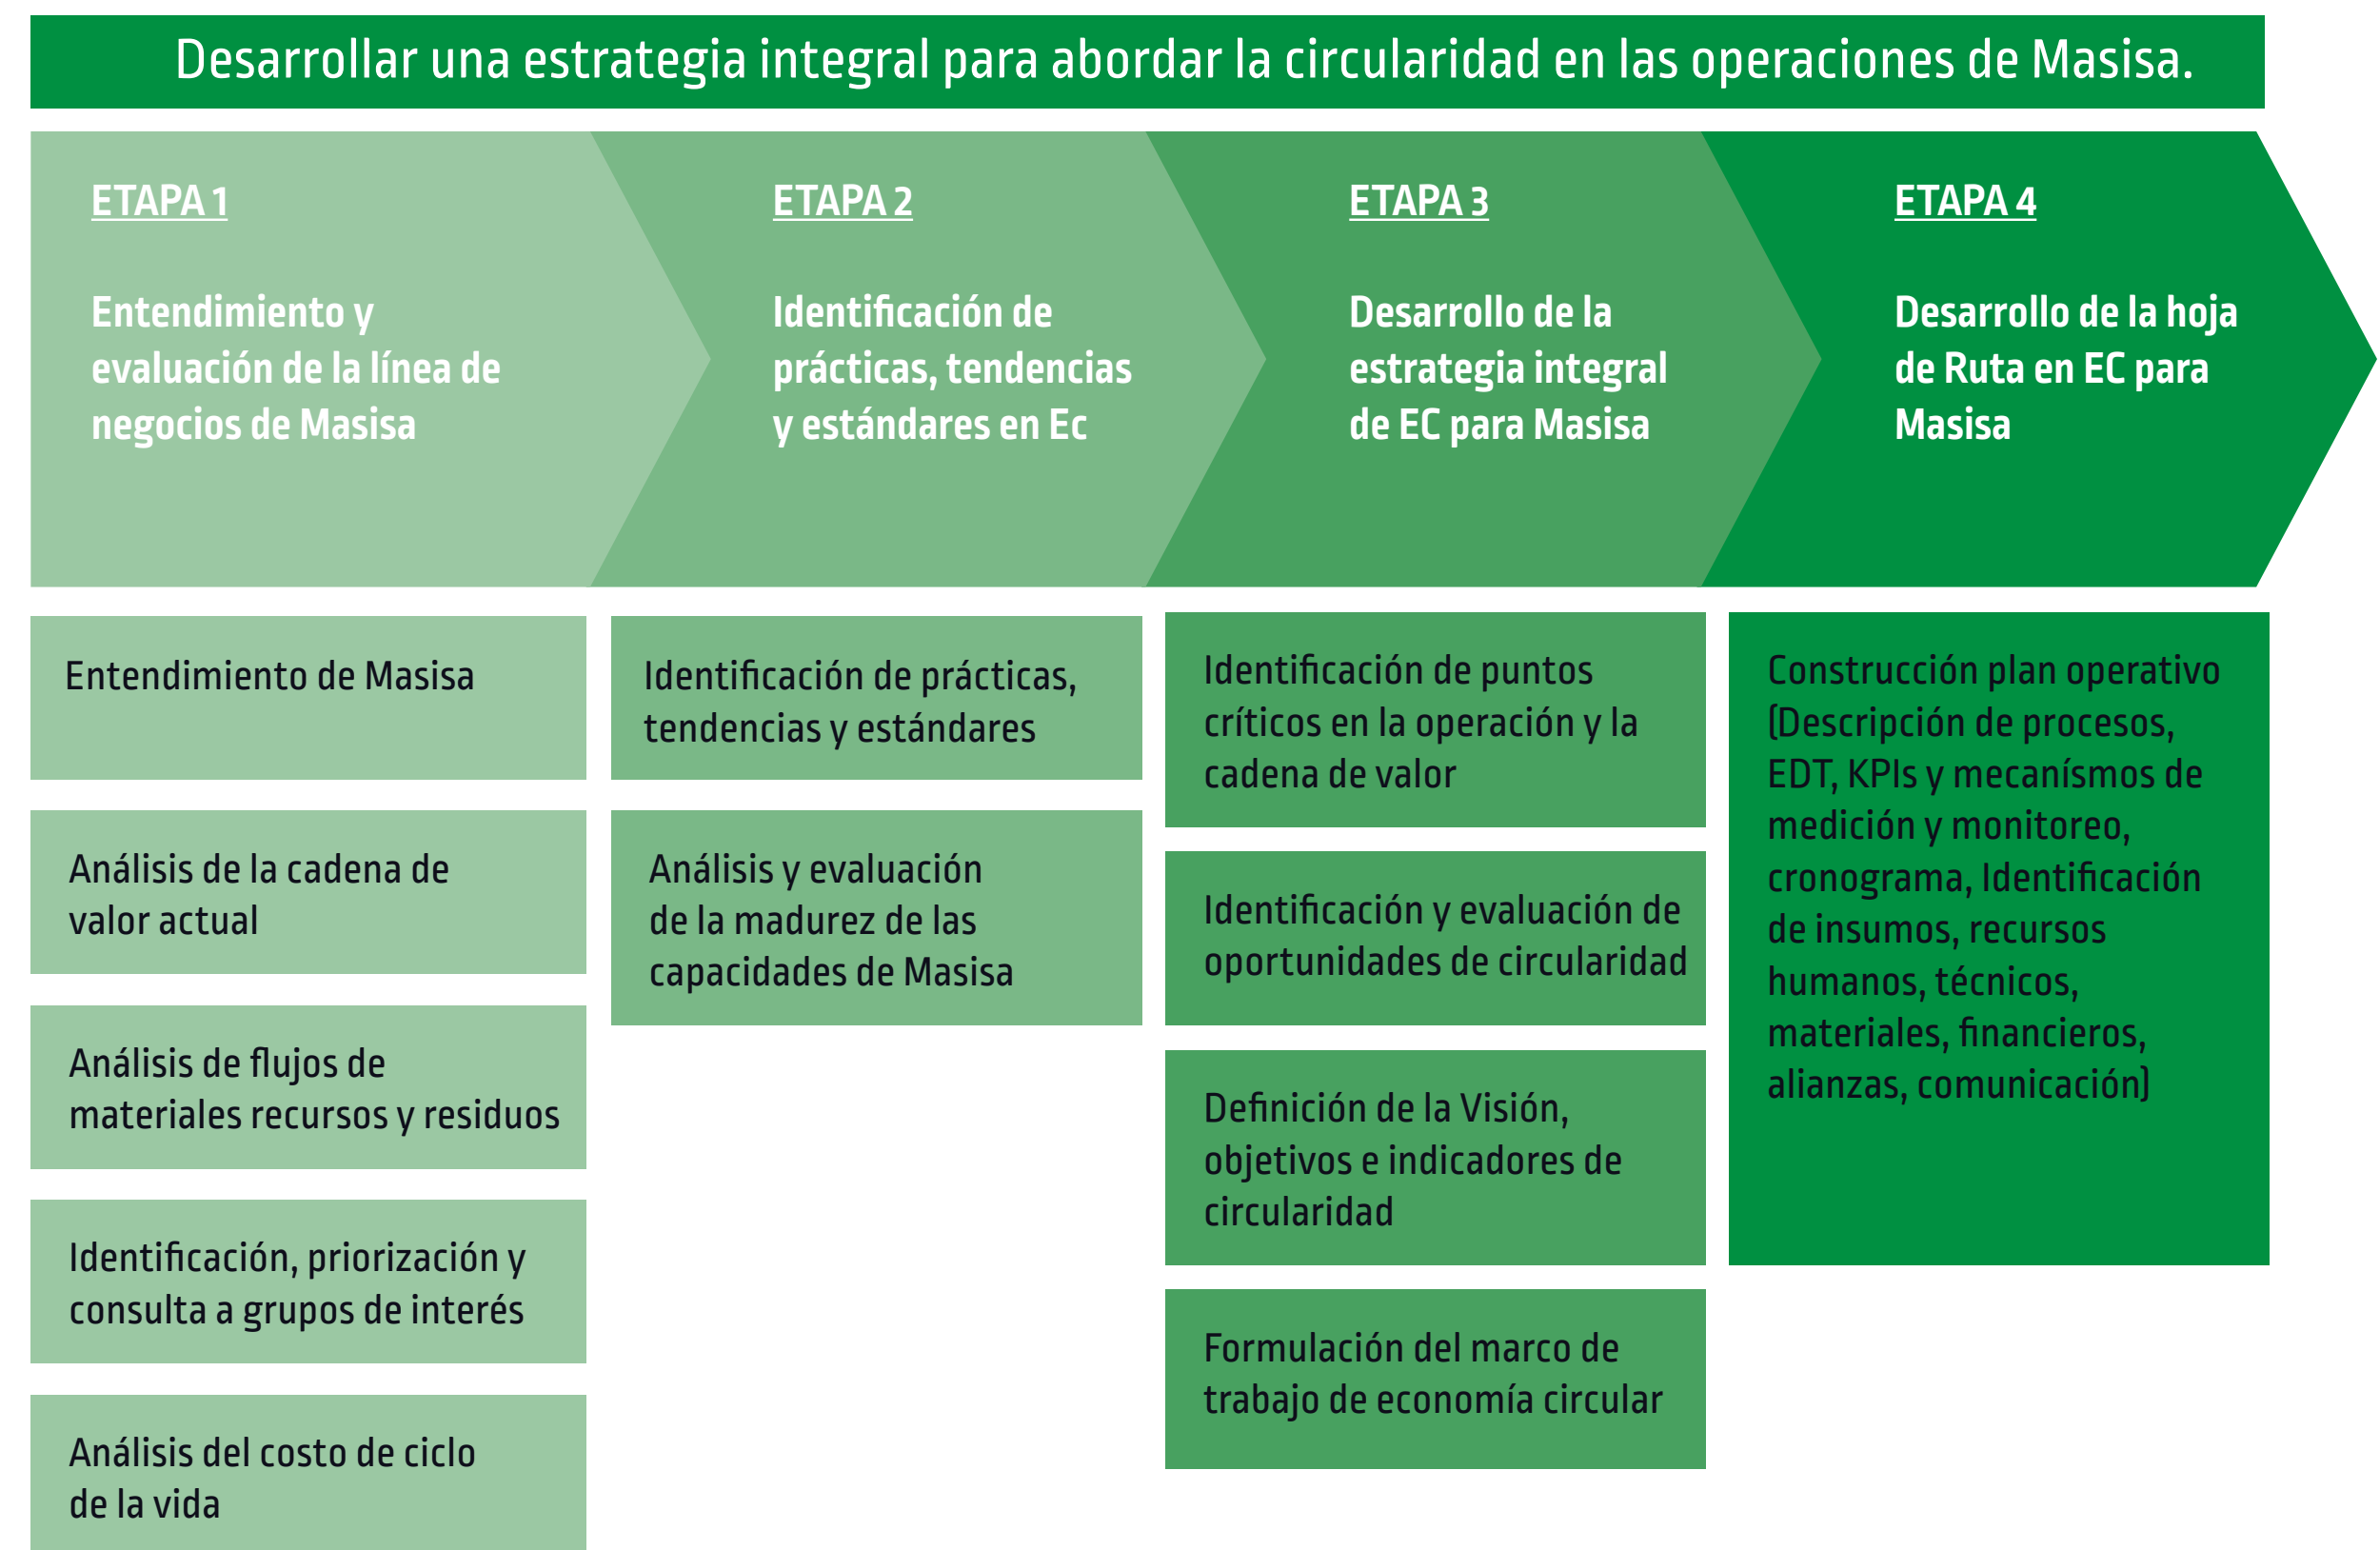 Desarrollar una estrategia integral para abordar la circularidad en las operaciones de Masisa.
ETAPA 1
Entendimiento y
evaluación de la línea de
negocios de Masisa
ETAPA 2
Identificación de
prácticas, tendencias
y estándares en Ec
ETAPA 3
Desarrollo de la
estrategia integral
de EC para Masisa
ETAPA 4
Desarrollo de la hoja
de Ruta en EC para
Masisa
Entendimiento de Masisa
Análisis de la cadena de
valor actual
Análisis de flujos de
materiales recursos y residuos
Identificación, priorización y
consulta a grupos de interés
Análisis del costo de ciclo
de la vida
Identificación de prácticas,
tendencias y estándares
Análisis y evaluación
de la madurez de las
capacidades de Masisa
Identificación de puntos
críticos en la operación y la
cadena de valor
Identificación y evaluación de
oportunidades de circularidad
Definición de la Visión,
objetivos e indicadores de
circularidad
Formulación del marco de
trabajo de economía circular
Construcción plan operativo
(Descripción de procesos,
EDT, KPIs y mecanísmos de
medición y monitoreo,
cronograma, Identificación
de insumos, recursos
humanos, técnicos,
materiales, financieros,
alianzas, comunicación)